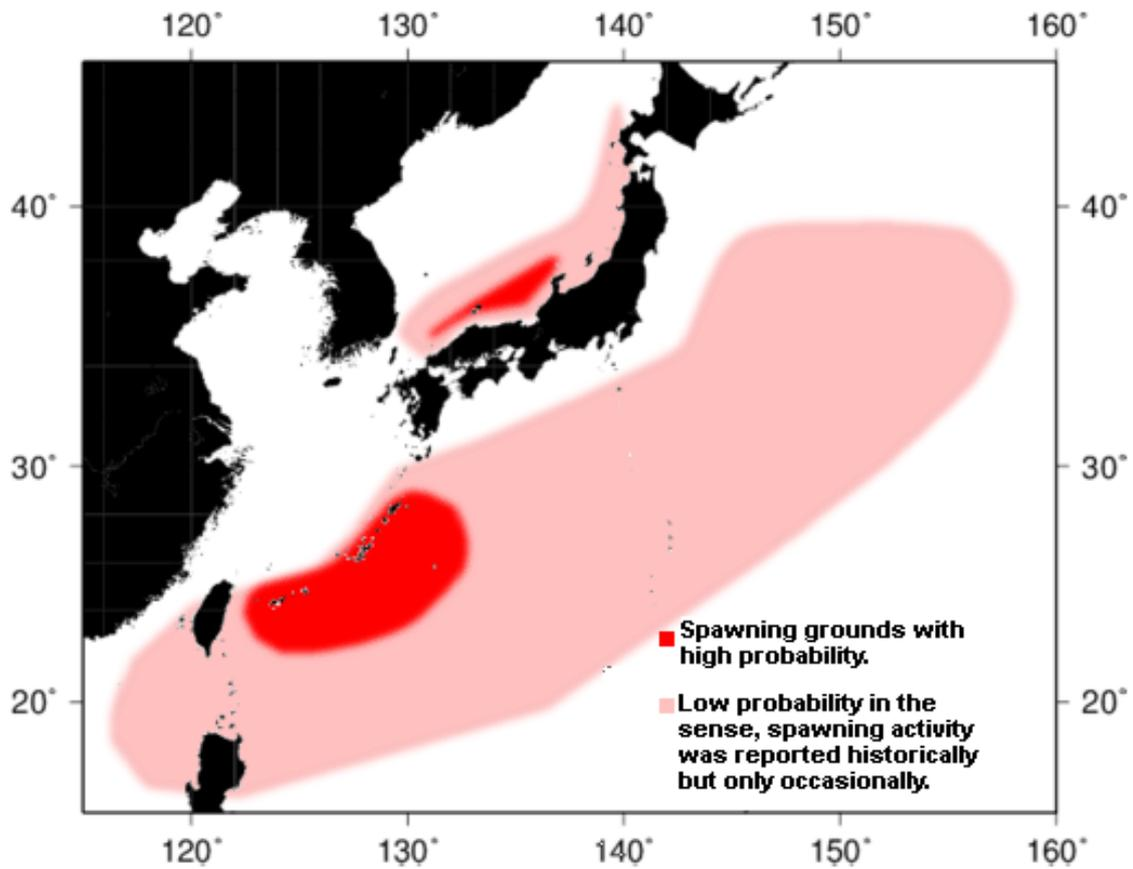 120° 130° 140° 150° 160°
40° 40°
30° 30°
Spawning grounds with
high probability.
20° 20°
Low probability in the
sense, spawning activity
was reported historically
but only occasionally.
120° 130° 140° 150° 160°